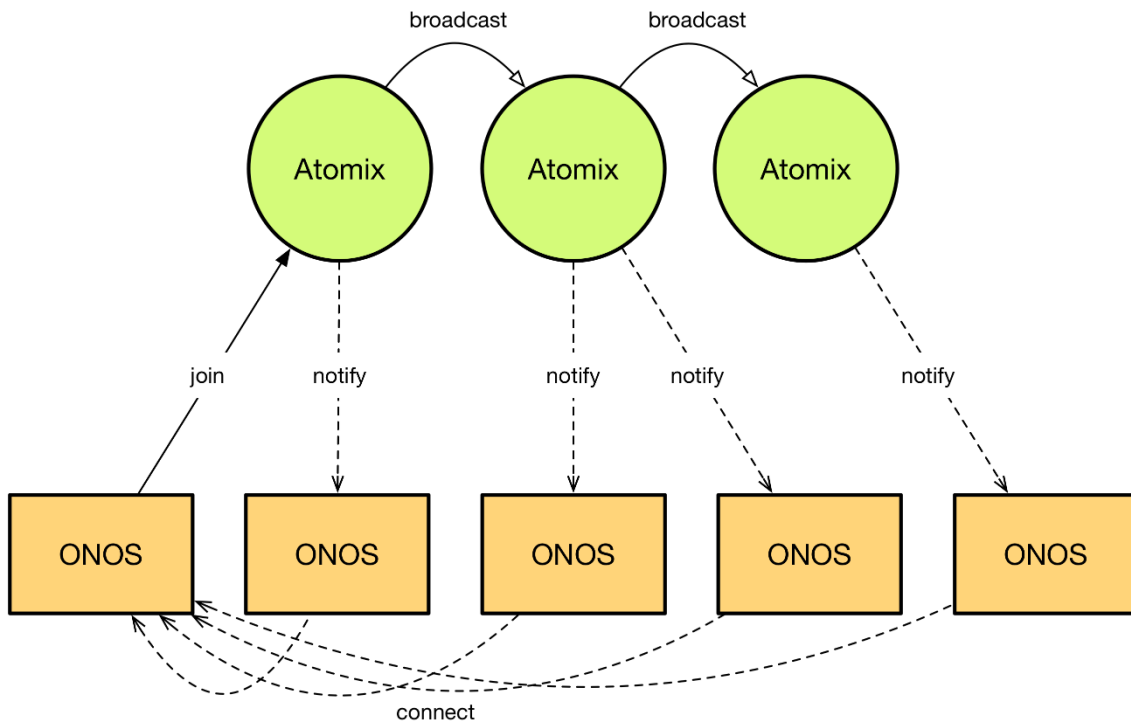 broadcast
broadcast
Atomix
Atomix
Atomix
join
notify
notify
notify
notify
ONOS
ONOS
ONOS
ONOS
ONOS
connect